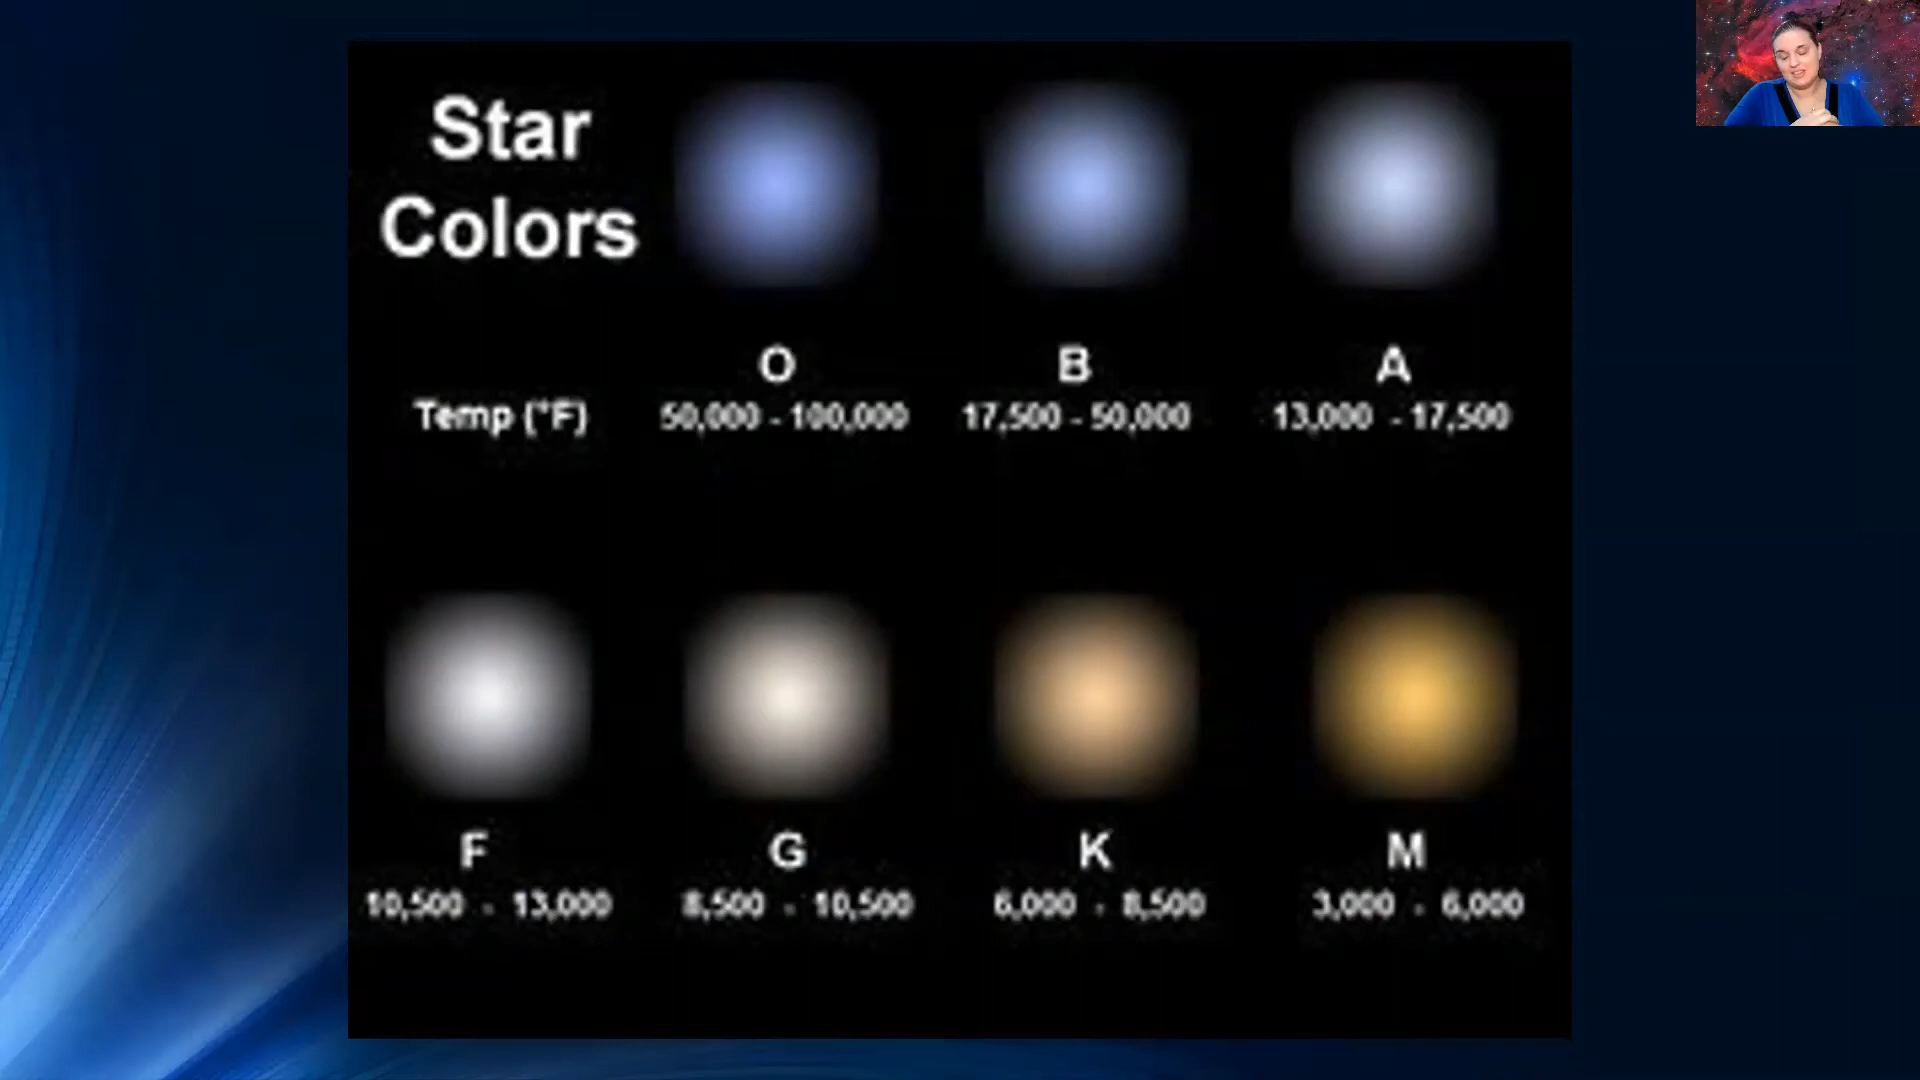 Star
Colors
O
B
A
Temp (°F)
50,000 - 100,000
17,500 - 50,000
13,000 - 17,500
F
G
K
M
10,500 - 13,000
8,500 - 10,500
6,000 - 8,500
3,000 - 6,000